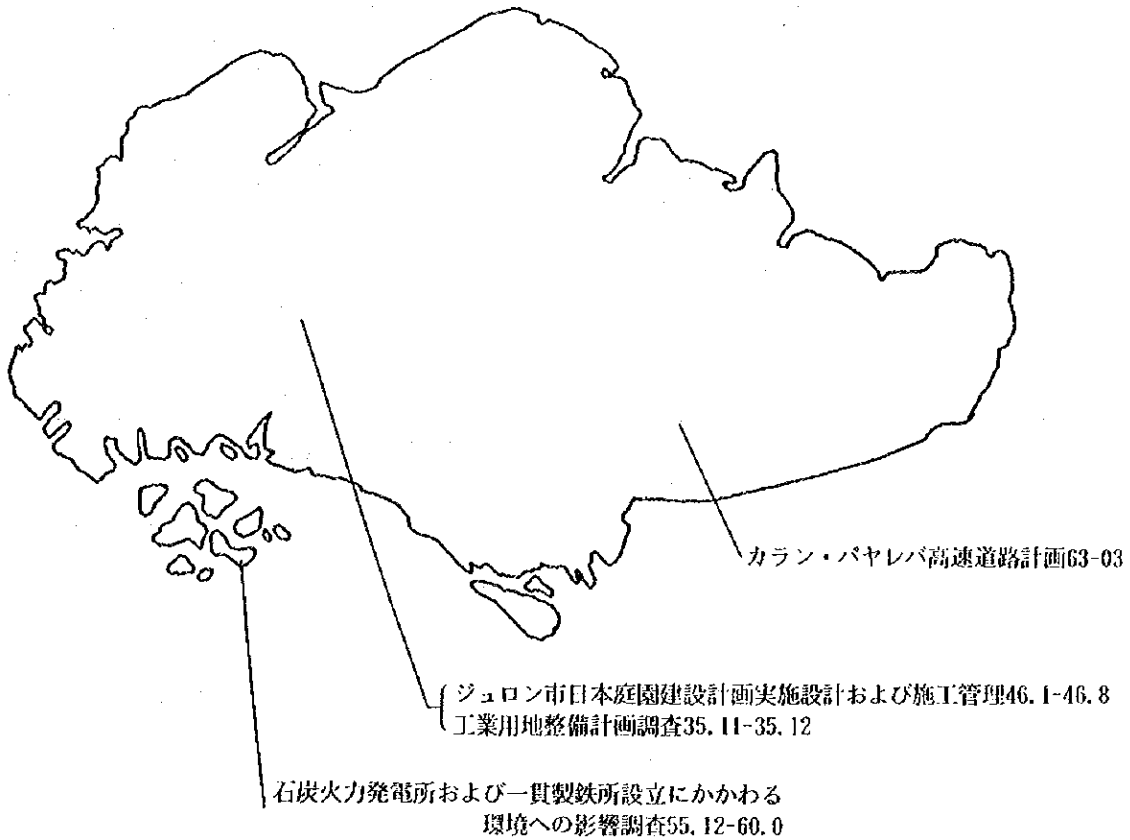 カラン・パヤレバ高速道路計画63-03
ジュロン市日本庭園建設計画実施設計および施工管理46.1-46.8
工業用地整備計画調査35.11-35.12
石炭火力発電所および一貫製鉄所設立にかかわる
環境への影響調査55.12-60.0